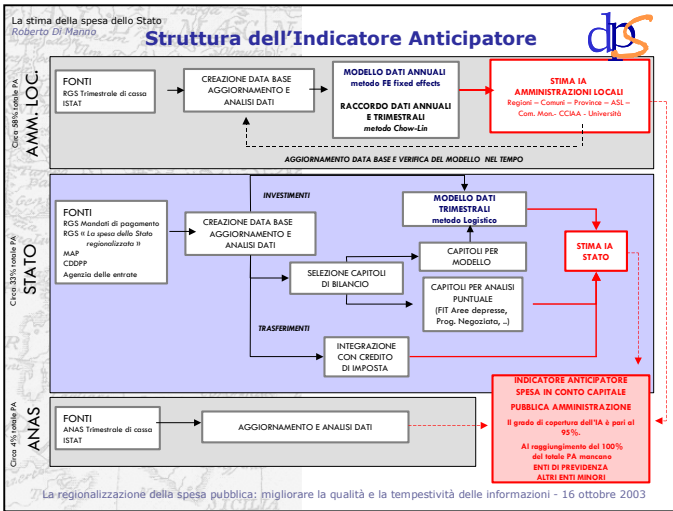 La stima della spesa dello Stato
Roberto Di Manno
Struttura dell'Indicatore Anticipatore
dps
Circa 58% totale PA
AMM. LOC.
FONTI
RGS Trimestrale di cassa
ISTAT
CREAZIONE DATA BASE
AGGIORNAMENTO E
ANALISI DATI
MODELLO DATI ANNUALI
metodo FE fixed effects
RACCORDO DATI ANNUALI
E TRIMESTRALI
metodo Chow-Lin
STIMA IA
AMMINISTRAZIONI LOCALI
Regioni – Comuni – Province – ASL –
Com. Mon.- CCIAA - Università
AGGIORNAMENTO DATA BASE E VERIFICA DEL MODELLO NEL TEMPO
Circa 33% totale PA
STATO
FONTI
RGS Mandati di pagamento
RGS « La spesa dello Stato
regionalizzata »
MAP
CDDPP
Agenzia delle entrate
INVESTIMENTI
CREAZIONE DATA BASE
AGGIORNAMENTO E
ANALISI DATI
MODELLO DATI
TRIMESTRALI
metodo Logistico
STIMA IA
STATO
SELEZIONE CAPITOLI
DI BILANCIO
CAPITOLI PER
MODELLO
CAPITOLI PER ANALISI
PUNTUALE
(FIT Aree depresse,
Prog. Negoziata, ..)
TRASFERIMENTI
INTEGRAZIONE
CON CREDITO
DI IMPOSTA
Circa 4% totale PA
ANAS
FONTI
ANAS Trimestrale di cassa
ISTAT
AGGIORNAMENTO E ANALISI DATI
INDICATORE ANTICIPATORE
SPESA IN CONTO CAPITALE
PUBBLICA AMMINISTRAZIONE
Il grado di copertura dell'IA è pari al
95%.
Al raggiungimento del 100%
del totale PA mancano
ENTI DI PREVIDENZA
ALTRI ENTI MINORI
La regionalizzazione della spesa pubblica: migliorare la qualità e la tempestività delle informazioni - 16 ottobre 2003